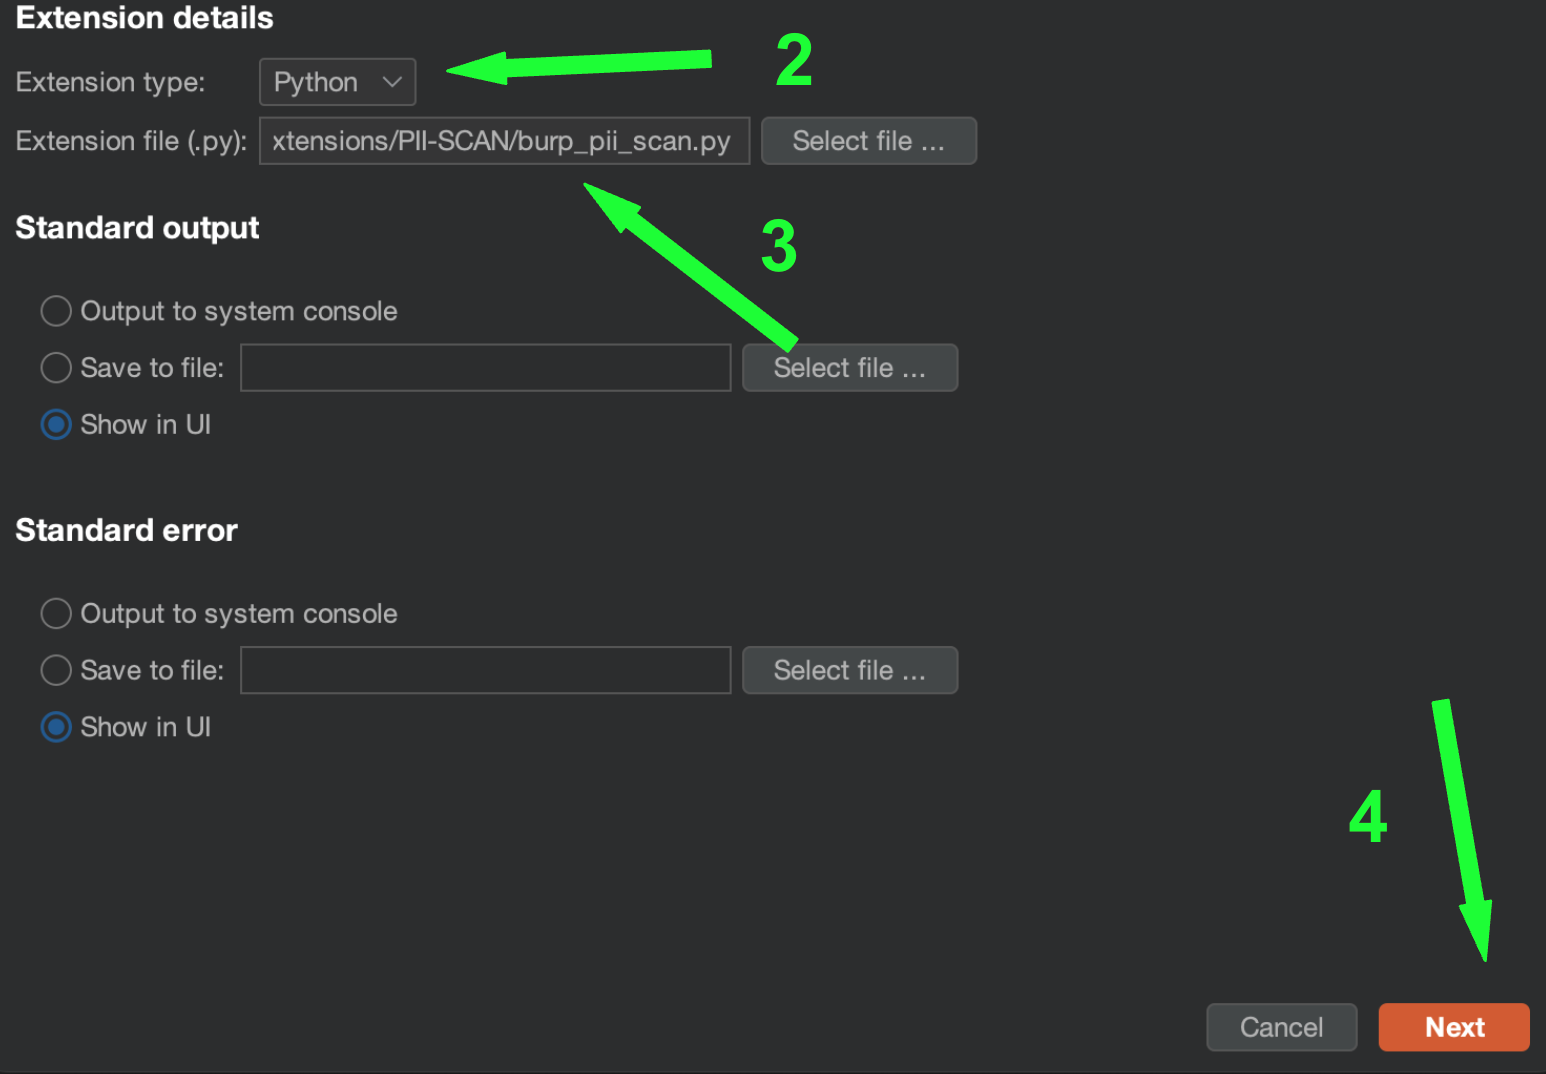 Extension details
Extension type: Python 2
Extension file (.py): xtensions/PII-SCAN/burp_pii_scan.py Select file ...
Standard output
3
Output to system console
Save to file: Select file ...
Show in UI
Standard error
Output to system console
Save to file: Select file ...
Show in UI
4
Cancel Next